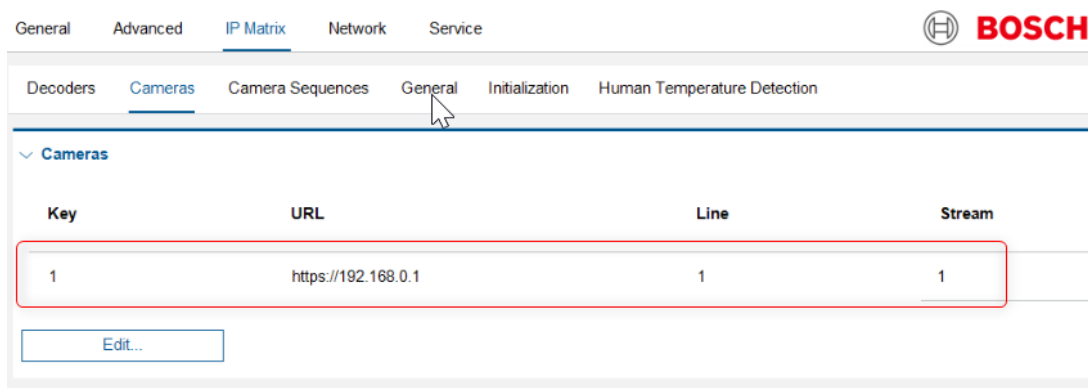 General Advanced IP Matrix Network Service BOSCH
Decoders Cameras Camera Sequences General Initialization Human Temperature Detection
Cameras
Key URL Line Stream
1 https://192.168.0.1 1 1
Edit...